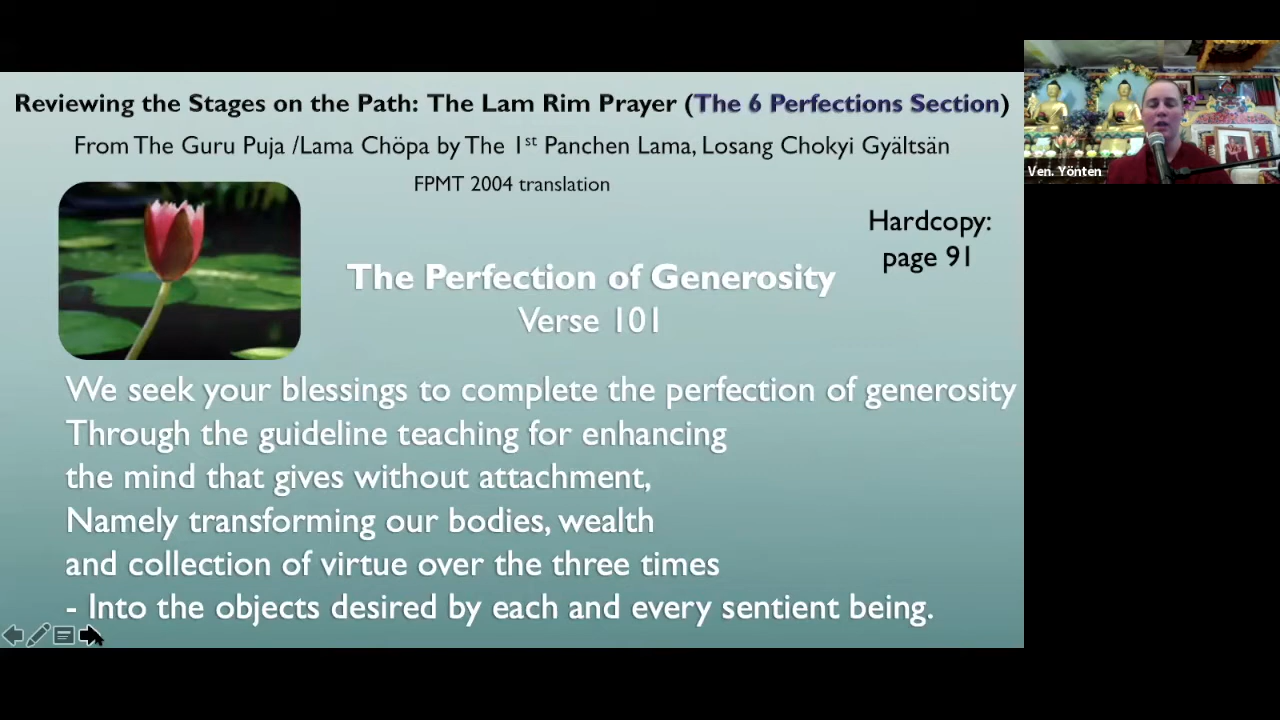 Reviewing the Stages on the Path: The Lam Rim Prayer (The 6 Perfections Section)
From The Guru Puja /Lama Chöpa by The 1st Panchen Lama, Losang Chokyi Gyältsän
FPMT 2004 translation
Hardcopy:
page 91
The Perfection of Generosity
Verse 101
We seek your blessings to complete the perfection of generosity
Through the guideline teaching for enhancing
the mind that gives without attachment,
Namely transforming our bodies, wealth
and collection of virtue over the three times
- Into the objects desired by each and every sentient being.
Ven. Yönten